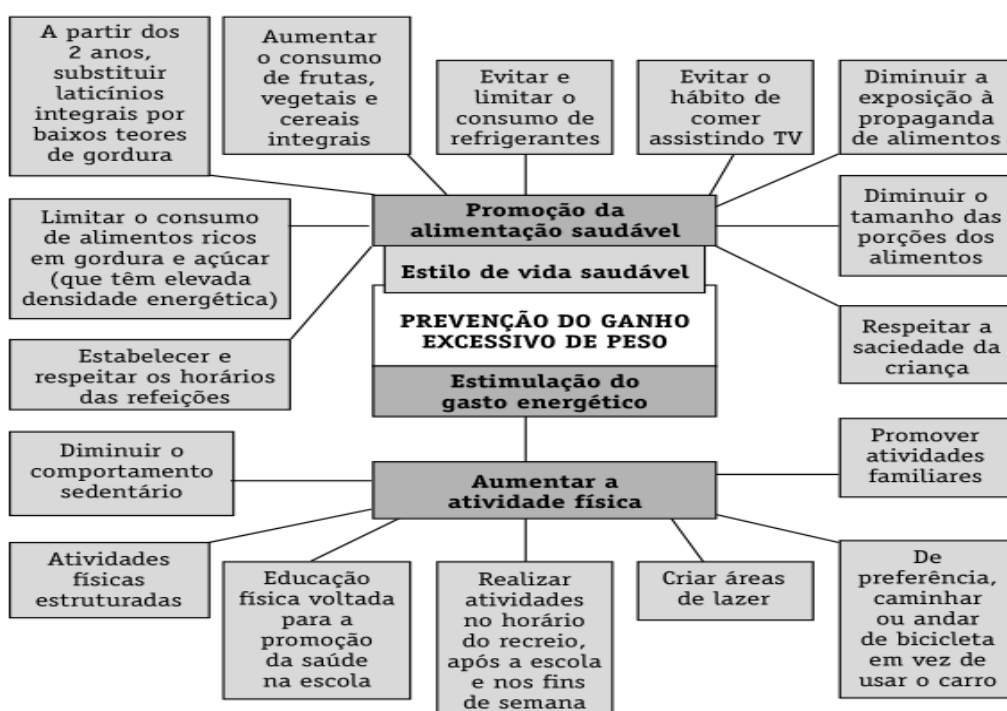 A partir dos
2 anos,
substituir
laticínios
integrais por
baixos teores
de gordura
Aumentar
o consumo
de frutas,
vegetais e
cereais
integrais
Evitar e
limitar o
consumo de
refrigerantes
Evitar o
hábito de
comer
assistindo TV
Diminuir a
exposição à
propaganda
de alimentos
Limitar o consumo
de alimentos ricos
em gordura e açúcar
(que têm elevada
densidade energética)
Promoção da
alimentação saudável
Diminuir o
tamanho das
porções dos
alimentos
Estilo de vida saudável
PREVENÇÃO DO GANHO
EXCESSIVO DE PESO
Estabelecer e
respeitar os horários
das refeições
Respeitar a
saciedade da
criança
Estimulação do
gasto energético
Diminuir o
comportamento
sedentário
Aumentar a
atividade física
Promover
atividades
familiares
Atividades
físicas
estruturadas
Educação
física voltada
para a
promoção
da saúde
na escola
Realizar
atividades
no horário
do recreio,
após a escola
e nos fins
de semana
Criar áreas
de lazer
De
preferência,
caminhar
ou andar
de bicicleta
em vez de
usar o carro